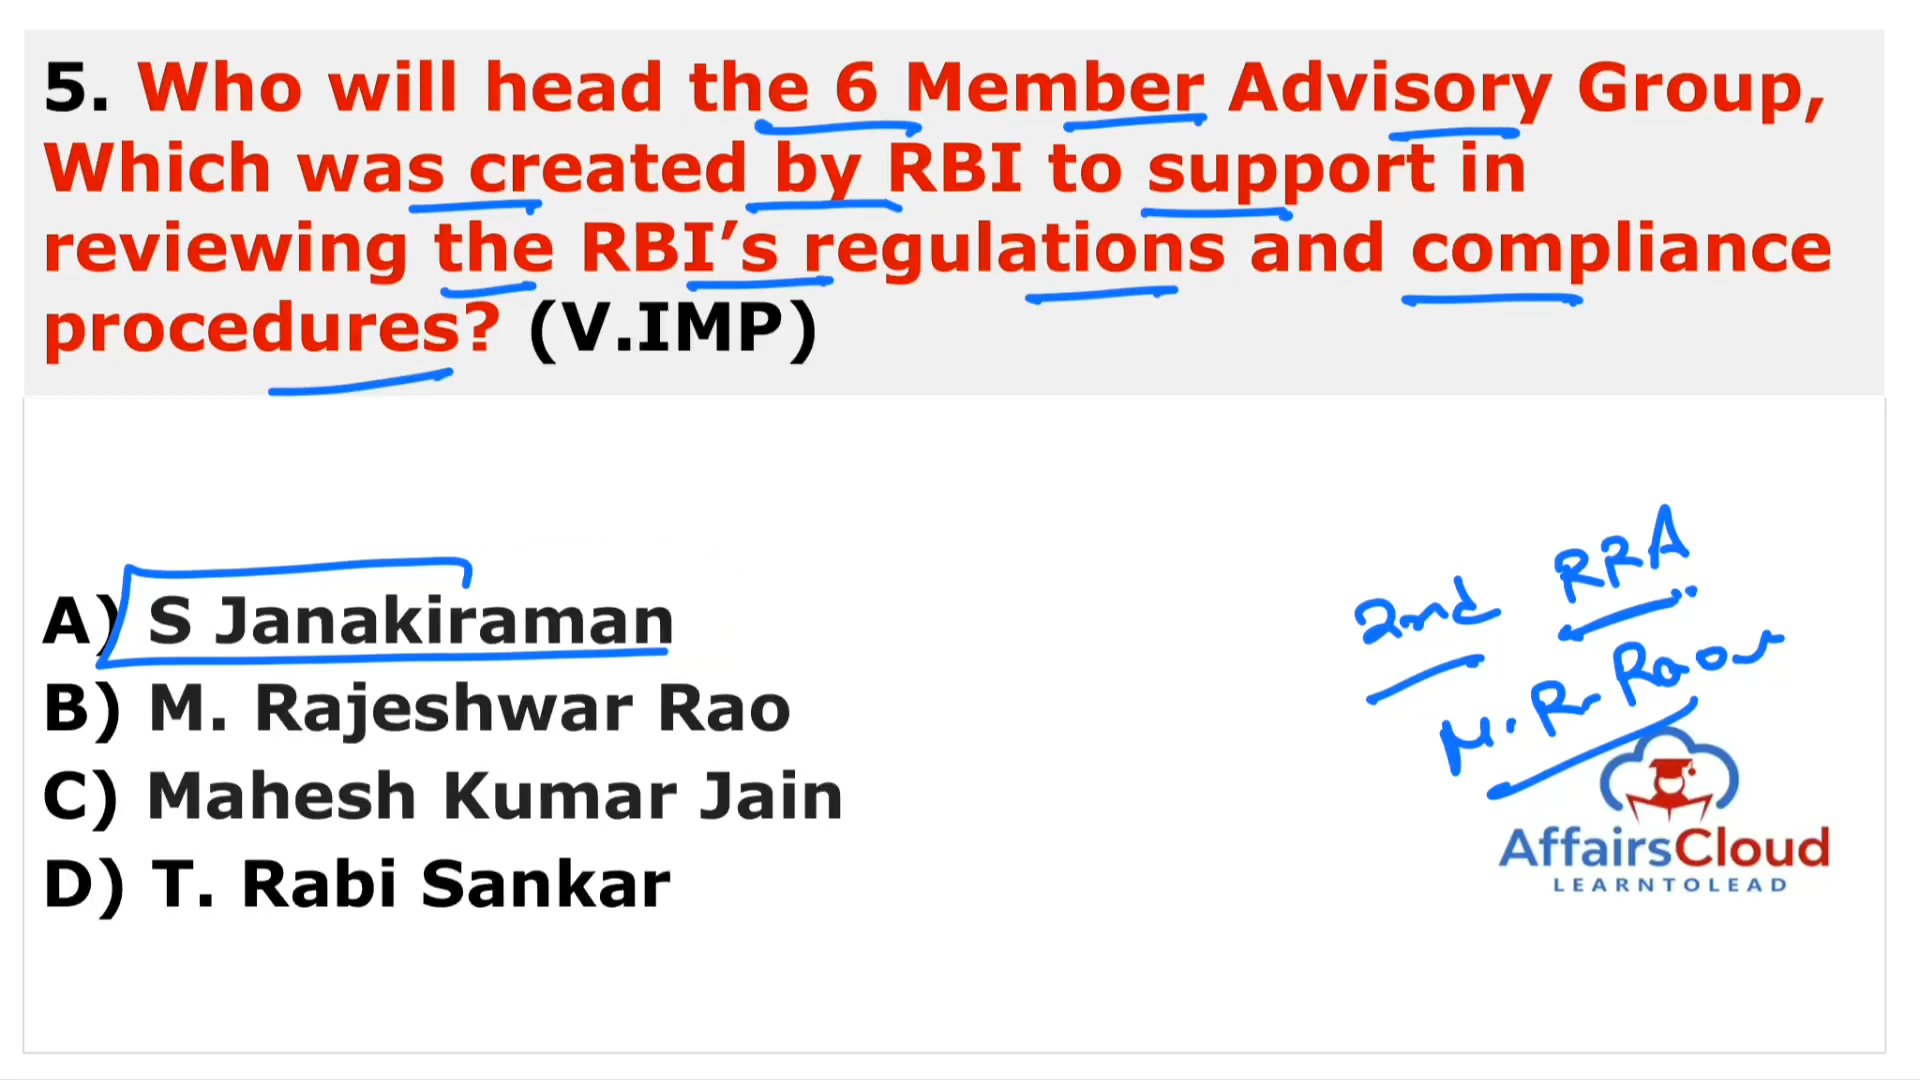 5. Who will head the 6 Member Advisory Group,
Which was created by RBI to support in
reviewing the RBI’s regulations and compliance
procedures? (V.IMP)
A) S Janakiraman
B) M. Rajeshwar Rao
C) Mahesh Kumar Jain
D) T. Rabi Sankar
2nd RRA
M. R. Rao
AffairsCloud
LEARNTOLEAD